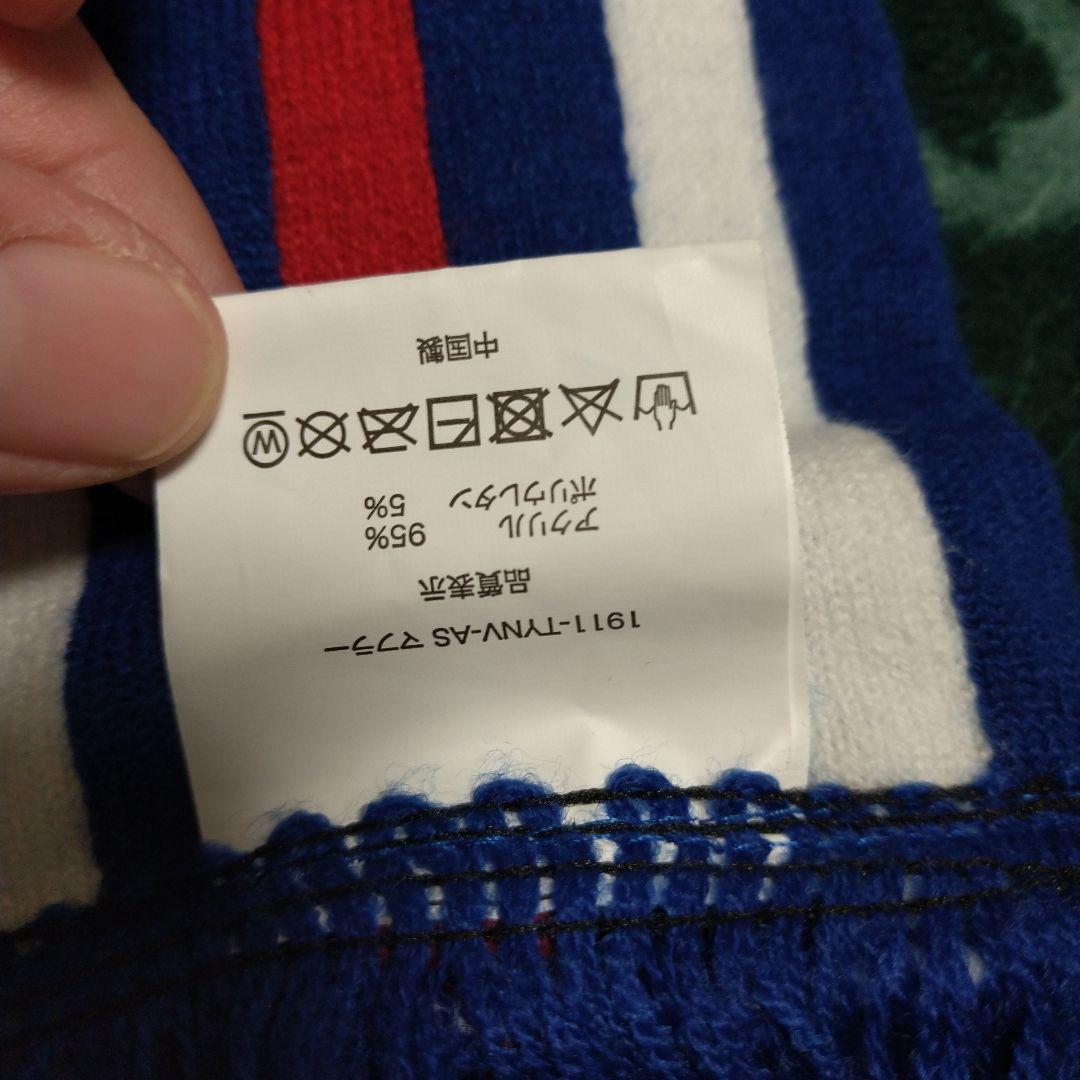 1911-TYNV-AS マフラー
品質表示
アクリル 95%
ポリウレタン 5%
W
中国製